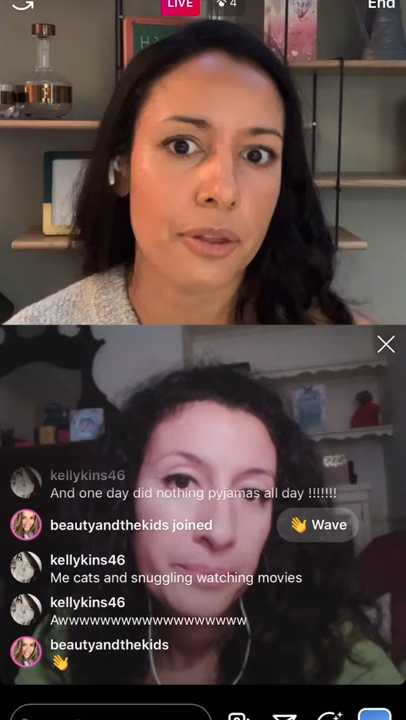 LIVE
4
End
H
kellykins46
And one day did nothing pyjamas all day !!!!!!!
beautyandthekids joined
👋 Wave
kellykins46
Me cats and snuggling watching movies
kellykins46
Awwwwwwwwwwwwwwwwww
beautyandthekids
👋